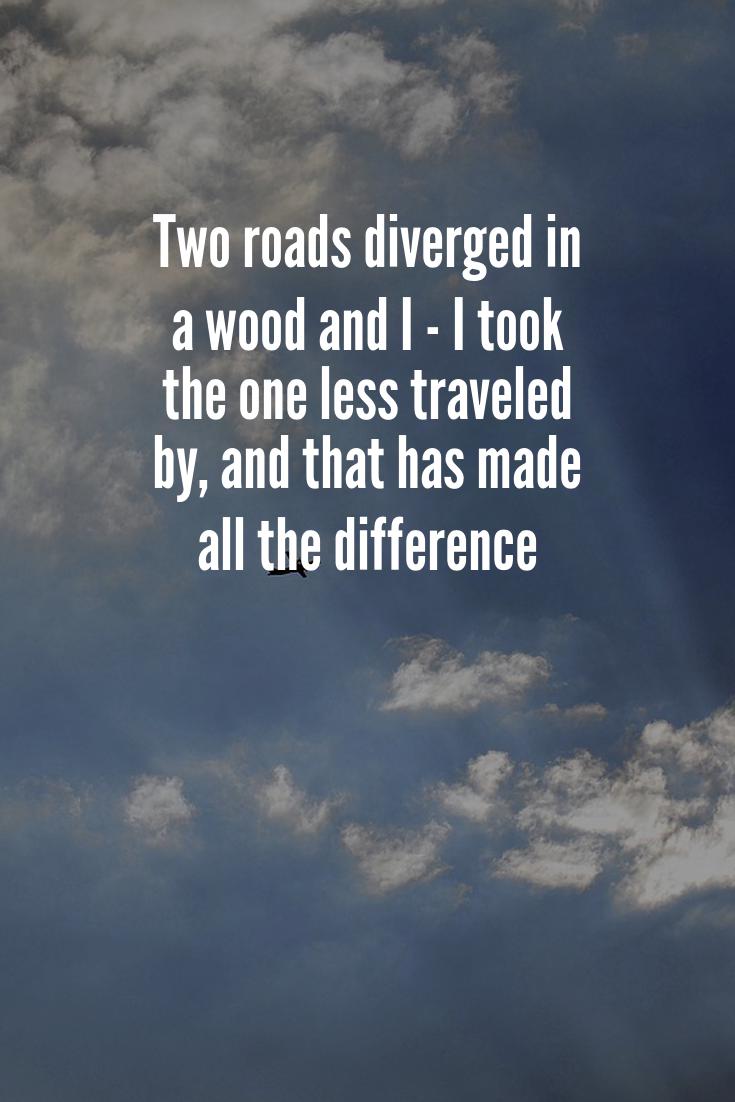 Two roads diverged in
a wood and I - I took
the one less traveled
by, and that has made
all the difference